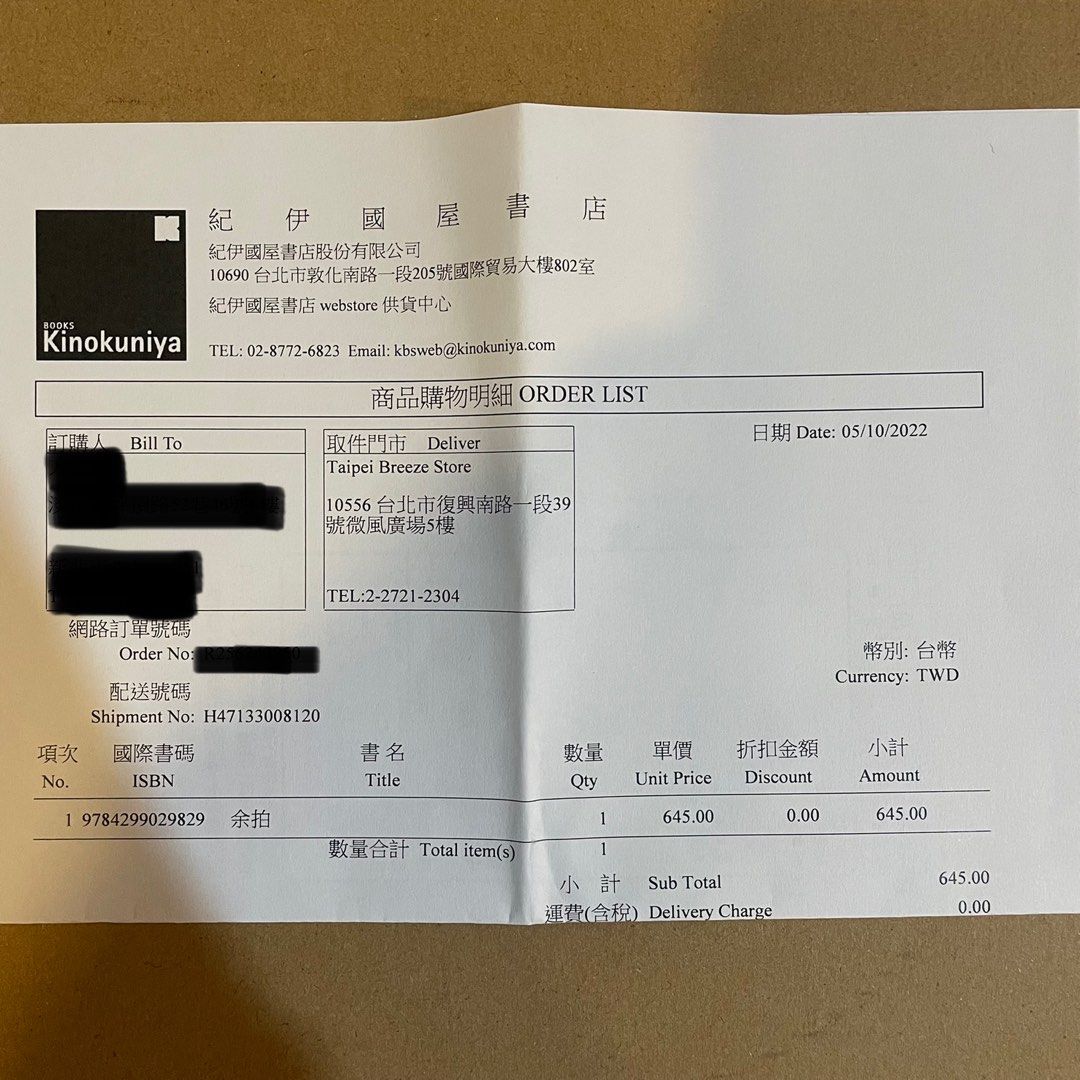 紀伊國屋書店
紀伊國屋書店股份有限公司
10690 台北市敦化南路一段205號國際貿易大樓802室
紀伊國屋書店 webstore 供貨中心
BOOKS
Kinokuniya
TEL: 02-8772-6823 Email: kbsweb@kinokuniya.com
商品購物明細 ORDER LIST
訂購人 Bill To
取件門市 Deliver
Taipei Breeze Store
10556 台北市復興南路一段39
號微風廣場5樓
TEL:2-2721-2304
日期 Date: 05/10/2022
網路訂單號碼
Order No:
配送號碼
Shipment No: H47133008120
幣別: 台幣
Currency: TWD
項次 國際書碼 書名 數量 單價 折扣金額 小計
No. ISBN Title Qty Unit Price Discount Amount
1 9784299029829 余拍 1 645.00 0.00 645.00
數量合計 Total item(s) 1
小 計 Sub Total 645.00
運費(含稅) Delivery Charge 0.00